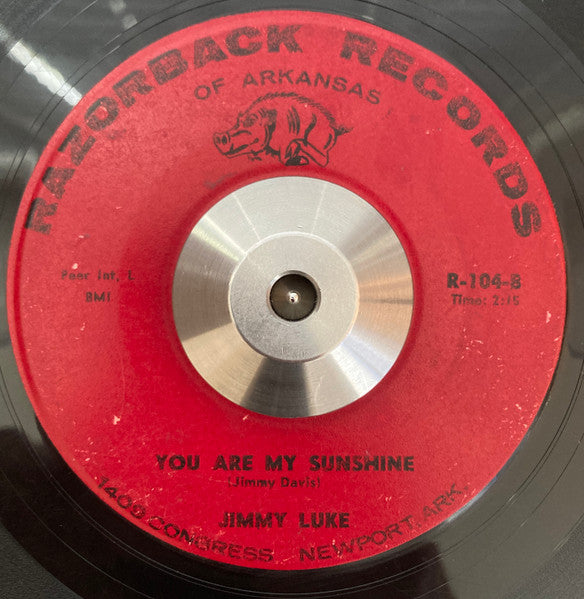 RAZORBACK RECORDS
OF ARKANSAS
Peer Int. L
BMI
R-104-B
Time: 2:15
YOU ARE MY SUNSHINE
(Jimmy Davis)
JIMMY LUKE
1400 CONGRESS NEWPORT, ARK.